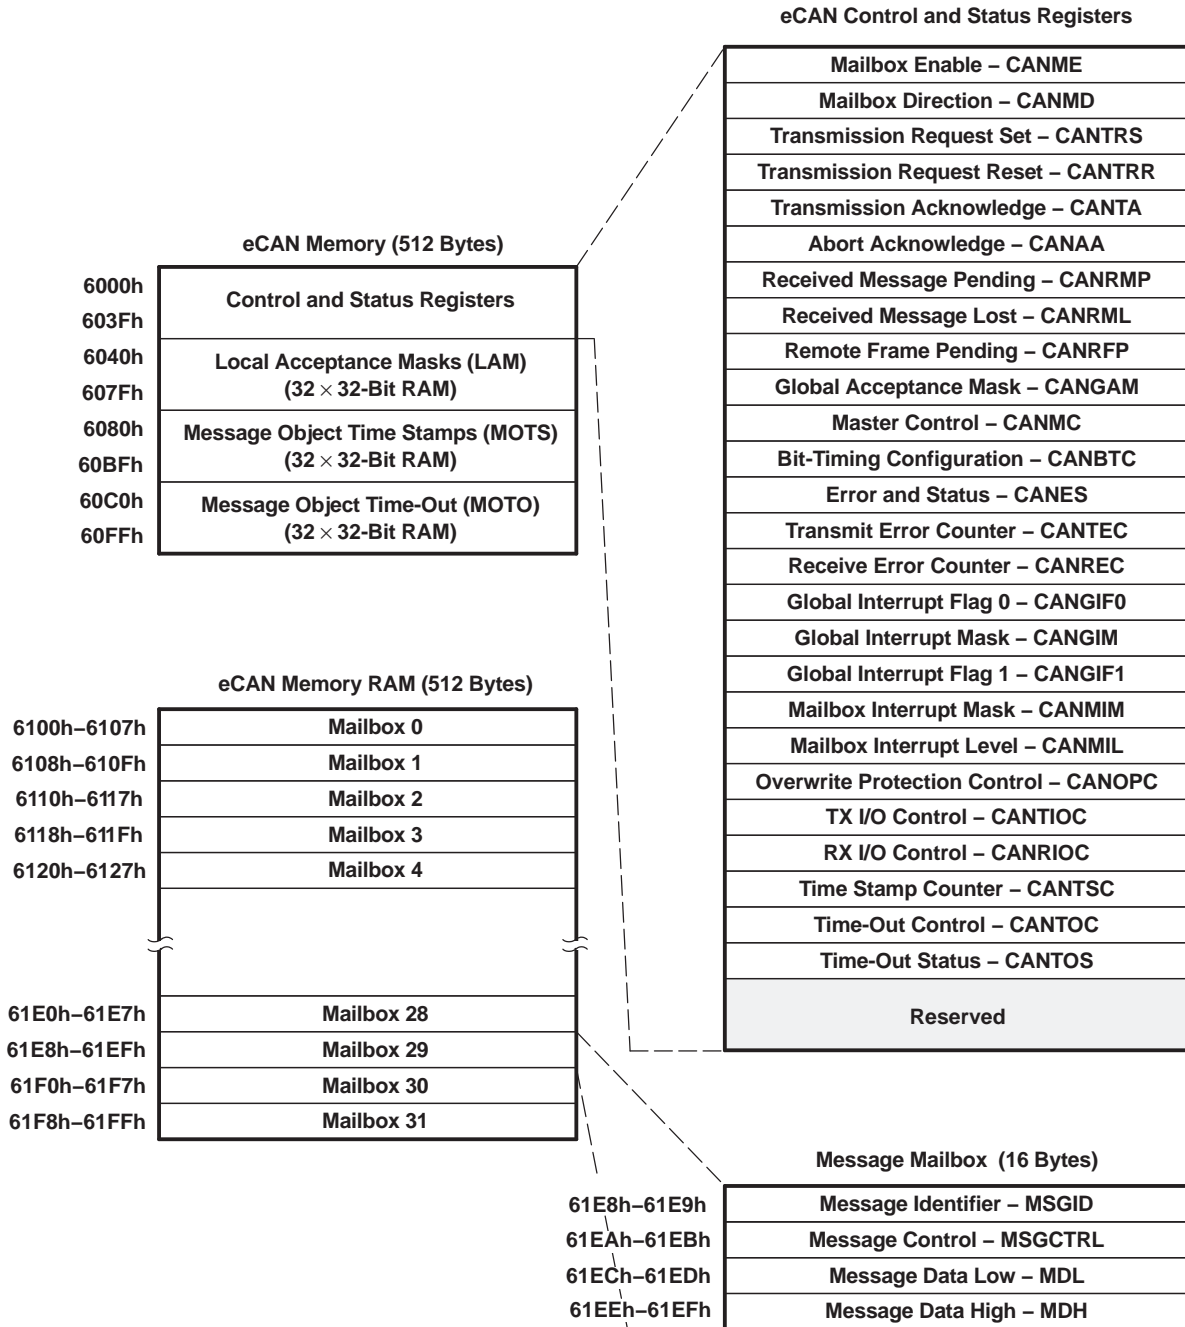 eCAN Control and Status Registers
Mailbox Enable – CANME
Mailbox Direction – CANMD
Transmission Request Set – CANTRS
Transmission Request Reset – CANTRR
Transmission Acknowledge – CANTA
Abort Acknowledge – CANAA
Received Message Pending – CANRMP
Received Message Lost – CANRML
Remote Frame Pending – CANRFP
Global Acceptance Mask – CANGAM
Master Control – CANMC
Bit-Timing Configuration – CANBTC
Error and Status – CANES
Transmit Error Counter – CANTEC
Receive Error Counter – CANREC
Global Interrupt Flag 0 – CANGIF0
Global Interrupt Mask – CANGIM
Global Interrupt Flag 1 – CANGIF1
Mailbox Interrupt Mask – CANMIM
Mailbox Interrupt Level – CANMIL
Overwrite Protection Control – CANOPC
TX I/O Control – CANTIOC
RX I/O Control – CANRIOC
Time Stamp Counter – CANTSC
Time-Out Control – CANTOC
Time-Out Status – CANTOS
Reserved
eCAN Memory (512 Bytes)
6000h
Control and Status Registers
603Fh
6040h
Local Acceptance Masks (LAM)
(32 × 32-Bit RAM)
607Fh
6080h
Message Object Time Stamps (MOTS)
(32 × 32-Bit RAM)
60BFh
60C0h
Message Object Time-Out (MOTO)
(32 × 32-Bit RAM)
60FFh
eCAN Memory RAM (512 Bytes)
6100h–6107h Mailbox 0
6108h–610Fh Mailbox 1
6110h–6117h Mailbox 2
6118h–611Fh Mailbox 3
6120h–6127h Mailbox 4
61E0h–61E7h Mailbox 28
61E8h–61EFh Mailbox 29
61F0h–61F7h Mailbox 30
61F8h–61FFh Mailbox 31
Message Mailbox (16 Bytes)
61E8h–61E9h Message Identifier – MSGID
61EAh–61EBh Message Control – MSGCTRL
61ECh–61EDh Message Data Low – MDL
61EEh–61EFh Message Data High – MDH